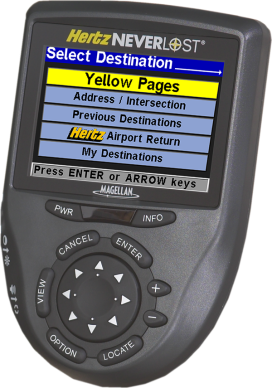 Hertz NEVERLOST®
Select Destination
Yellow Pages
Address / Intersection
Previous Destinations
Hertz Airport Return
My Destinations
Press ENTER or ARROW keys
MAGELLAN
PWR
INFO
CANCEL
ENTER
VIEW
+
−
OPTION
LOCATE